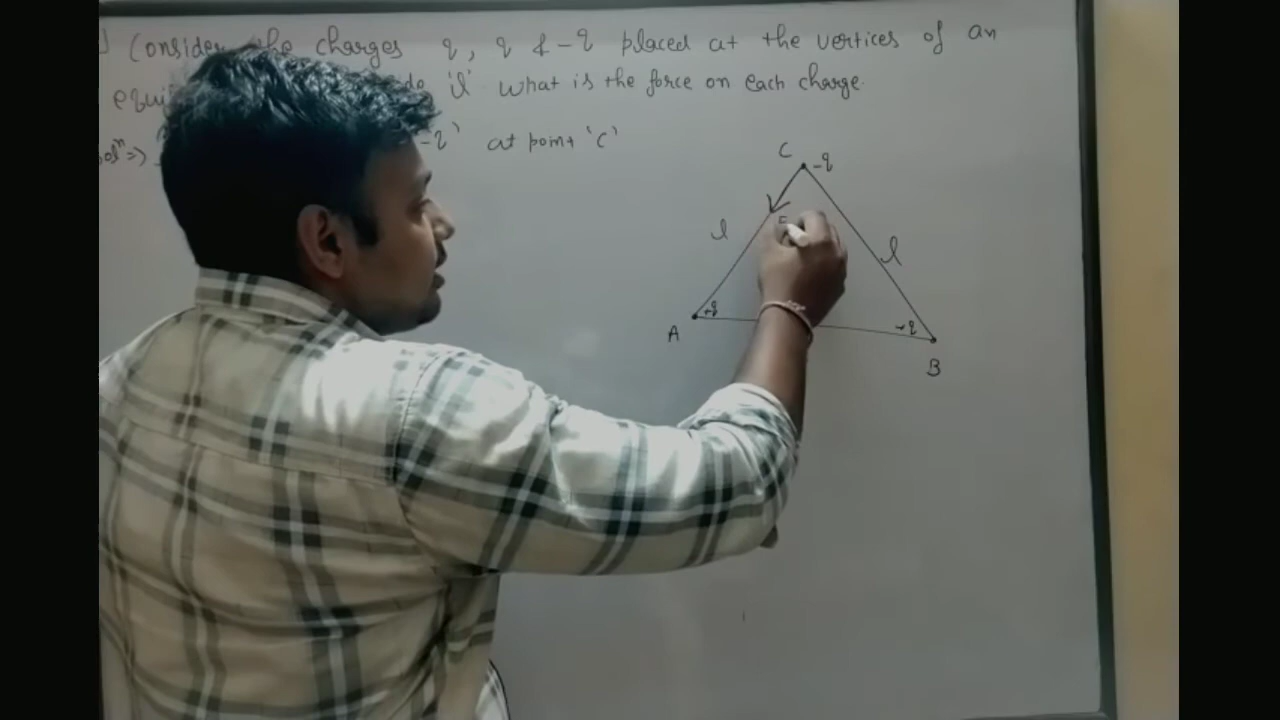 Consider the charges q, q & -q placed at the vertices of an
'l' what is the force on each charge.
-q' at point 'c'
C
-q
l
l
+q
+q
A
B